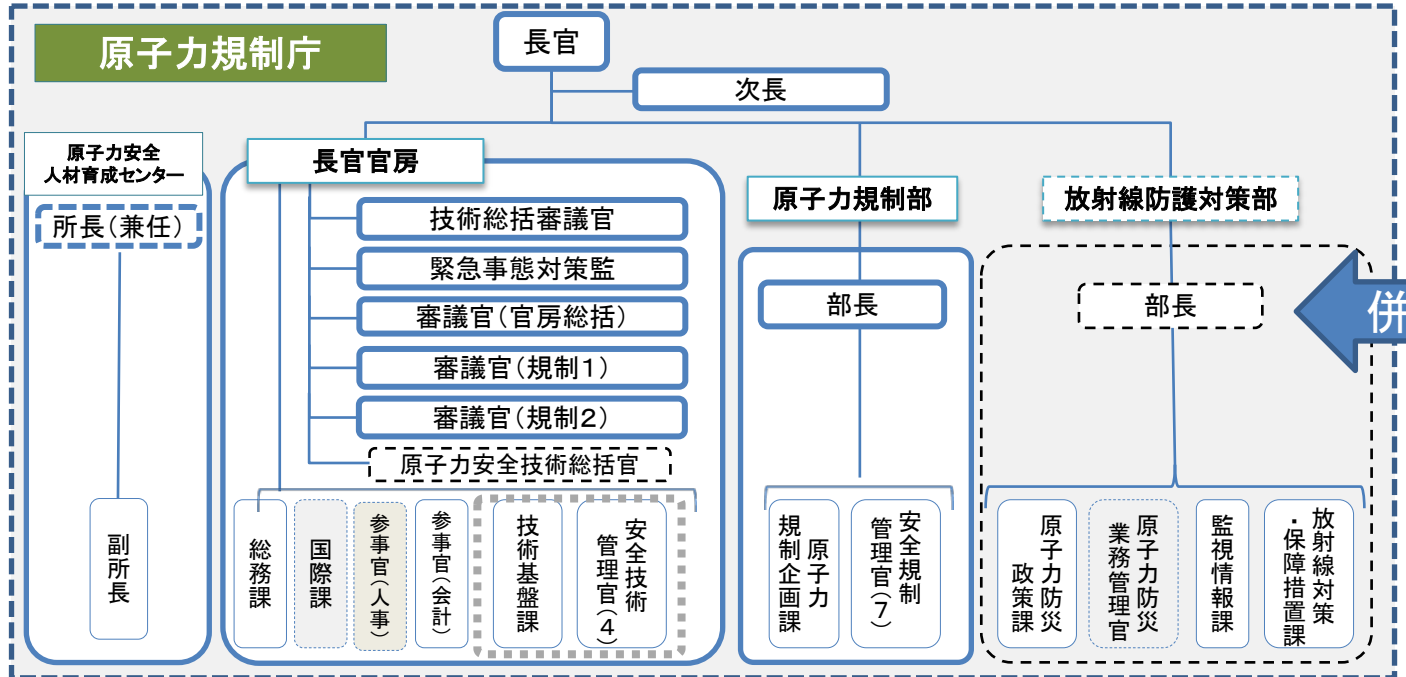 原子力規制庁
長官
次長
原子力安全
人材育成センター
所長（兼任）
副所長
長官官房
技術総括審議官
緊急事態対策監
審議官（官房総括）
審議官（規制１）
審議官（規制２）
原子力安全技術総括官
総務課
国際課
参事官（人事）
参事官（会計）
技術基盤課
安全技術
管理官（４）
原子力規制部
部長
原子力
規制企画課
安全規制
管理官（７）
放射線防護対策部
部長
原子力防災
政策課
原子力防災
業務管理官
監視情報課
放射線対策
・保障措置課
併